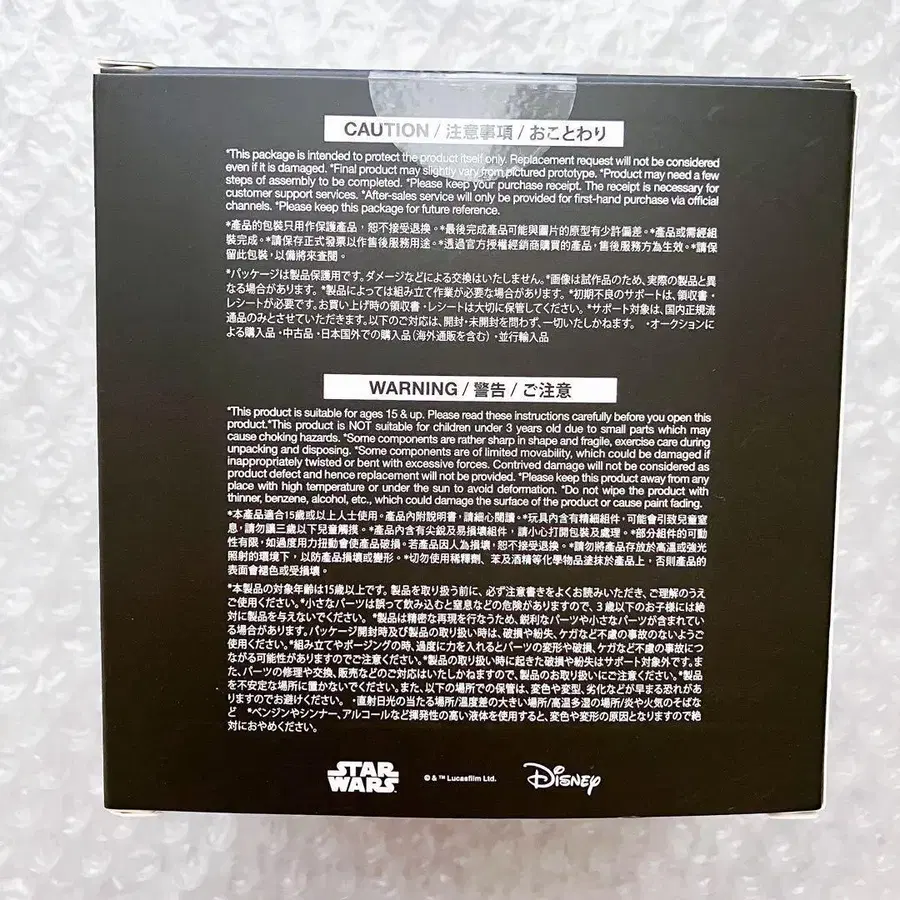 CAUTION / 注意事項 / おことわり
*This package is intended to protect the product itself only. Replacement request will not be considered
even if it is damaged. *Final product may slightly vary from pictured prototype. *Product may need a few
steps of assembly to be completed. *Please keep your purchase receipt. The receipt is necessary for
customer support services. *After-sales service will only be provided for first-hand purchase via official
channels. *Please keep this package for future reference.
*產品的包裝只用作保護產品，恕不接受退換。*最後完成產品可能與圖片的原型有少許偏差。*產品或需經組
裝完成。*請保存正式發票以作售後服務用途。*透過官方授權經銷商購買的產品，售後服務方為生效。*請保
留此包裝，以備將來查閱。
*パッケージは製品保護用です。ダメージなどによる交換はいたしません。*画像は試作品のため、実際の製品と異
なる場合があります。*製品によっては組み立て作業が必要な場合があります。*初期不良のサポートは、領収書・
レシートが必要です。お買い上げ時の領収書・レシートは大切に保管してください。*サポート対象は、国内正規流
通品のみとさせていただきます。以下のご対応は、開封・未開封を問わず、一切いたしかねます。 ・オークションに
よる購入品・中古品・日本国外での購入品（海外通販を含む）・並行輸入品
WARNING / 警告 / ご注意
*This product is suitable for ages 15 & up. Please read these instructions carefully before you open this
product.*This product is NOT suitable for children under 3 years old due to small parts which may
cause choking hazards. *Some components are rather sharp in shape and fragile, exercise care during
unpacking and disposing. *Some components are of limited movability, which could be damaged if
inappropriately twisted or bent with excessive forces. Contrived damage will not be considered as
product defect and hence replacement will not be provided. *Please keep this product away from any
place with high temperature or under the sun to avoid deformation. *Do not wipe the product with
thinner, benzene, alcohol, etc., which could damage the surface of the product or cause paint fading.
*本產品適合15歲或以上人士使用。產品內附說明書，請細心閱讀。*玩具內含有精細組件，可能會引致兒童窒
息，請勿讓三歲以下兒童觸摸。*產品內含有尖銳及易損壞組件，請小心打開包裝及處理。*部分組件的可動
性有限，如過度用力扭動會使產品破損。若產品因人為損壞，恕不接受退換。*請勿將產品存放於高溫或強光
照射的環境下，以防產品損壞或變形。*切勿使用稀釋劑、苯及酒精等化學物品塗抹於產品上，否則產品的
表面會褪色或受損壞。
*本製品の対象年齢は15歳以上です。製品を取り扱う前に、必ず注意書きをよくお読みいただき、ご理解のうえ
ご使用ください。*小さなパーツは誤って飲み込むと窒息などの危険がありますので、3歳以下のお子様には絶
対に製品を与えないでください。*製品は精密な再現を行なうため、鋭利なパーツや小さなパーツが含まれてい
る場合があります。パッケージ開封時及び製品の取り扱い時は、破損や紛失、ケガなど不慮の事故のないようご
使用ください。*組み立てやポージングの時、過度に力を入れるとパーツの変形や破損、ケガなど不慮の事故につ
ながる可能性がありますのでご注意ください。*製品の取り扱い時に起きた破損や紛失はサポート対象外です。ま
た、パーツの修理や交換、販売などのご対応はいたしかねますので、製品のお取り扱いにご注意ください。*製品
を不安定な場所に置かないでください。また、以下の場所での保管は、変色や変型、劣化などが早まる恐れがあり
ますのでお避けください。・直射日光の当たる場所/温度差の大きい場所/高温多湿の場所/炎や火気のそばな
ど *ベンジンやシンナー、アルコールなど揮発性の高い液体を使用すると、変色や変形の原因となりますので絶
対におやめください。
STAR WARS
© & ™ Lucasfilm Ltd.
Disney